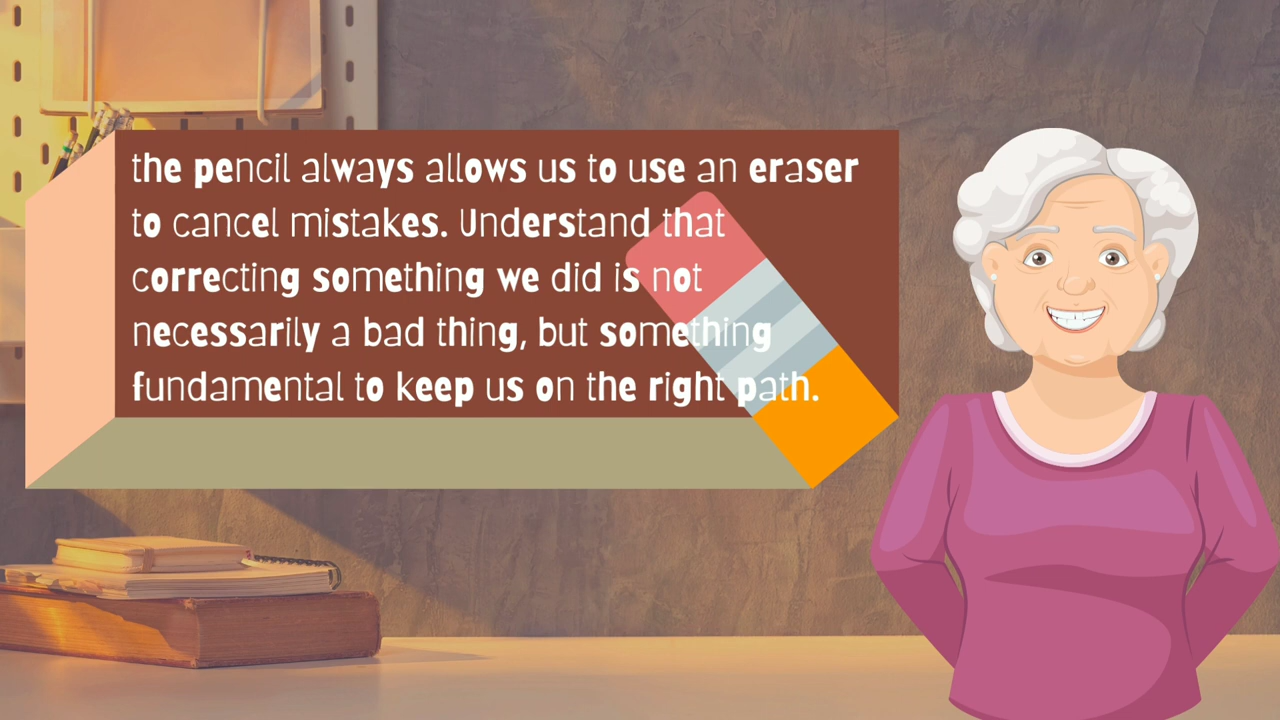 the pencil always allows us to use an eraser
to cancel mistakes. Understand that
correcting something we did is not
necessarily a bad thing, but something
fundamental to keep us on the right path.